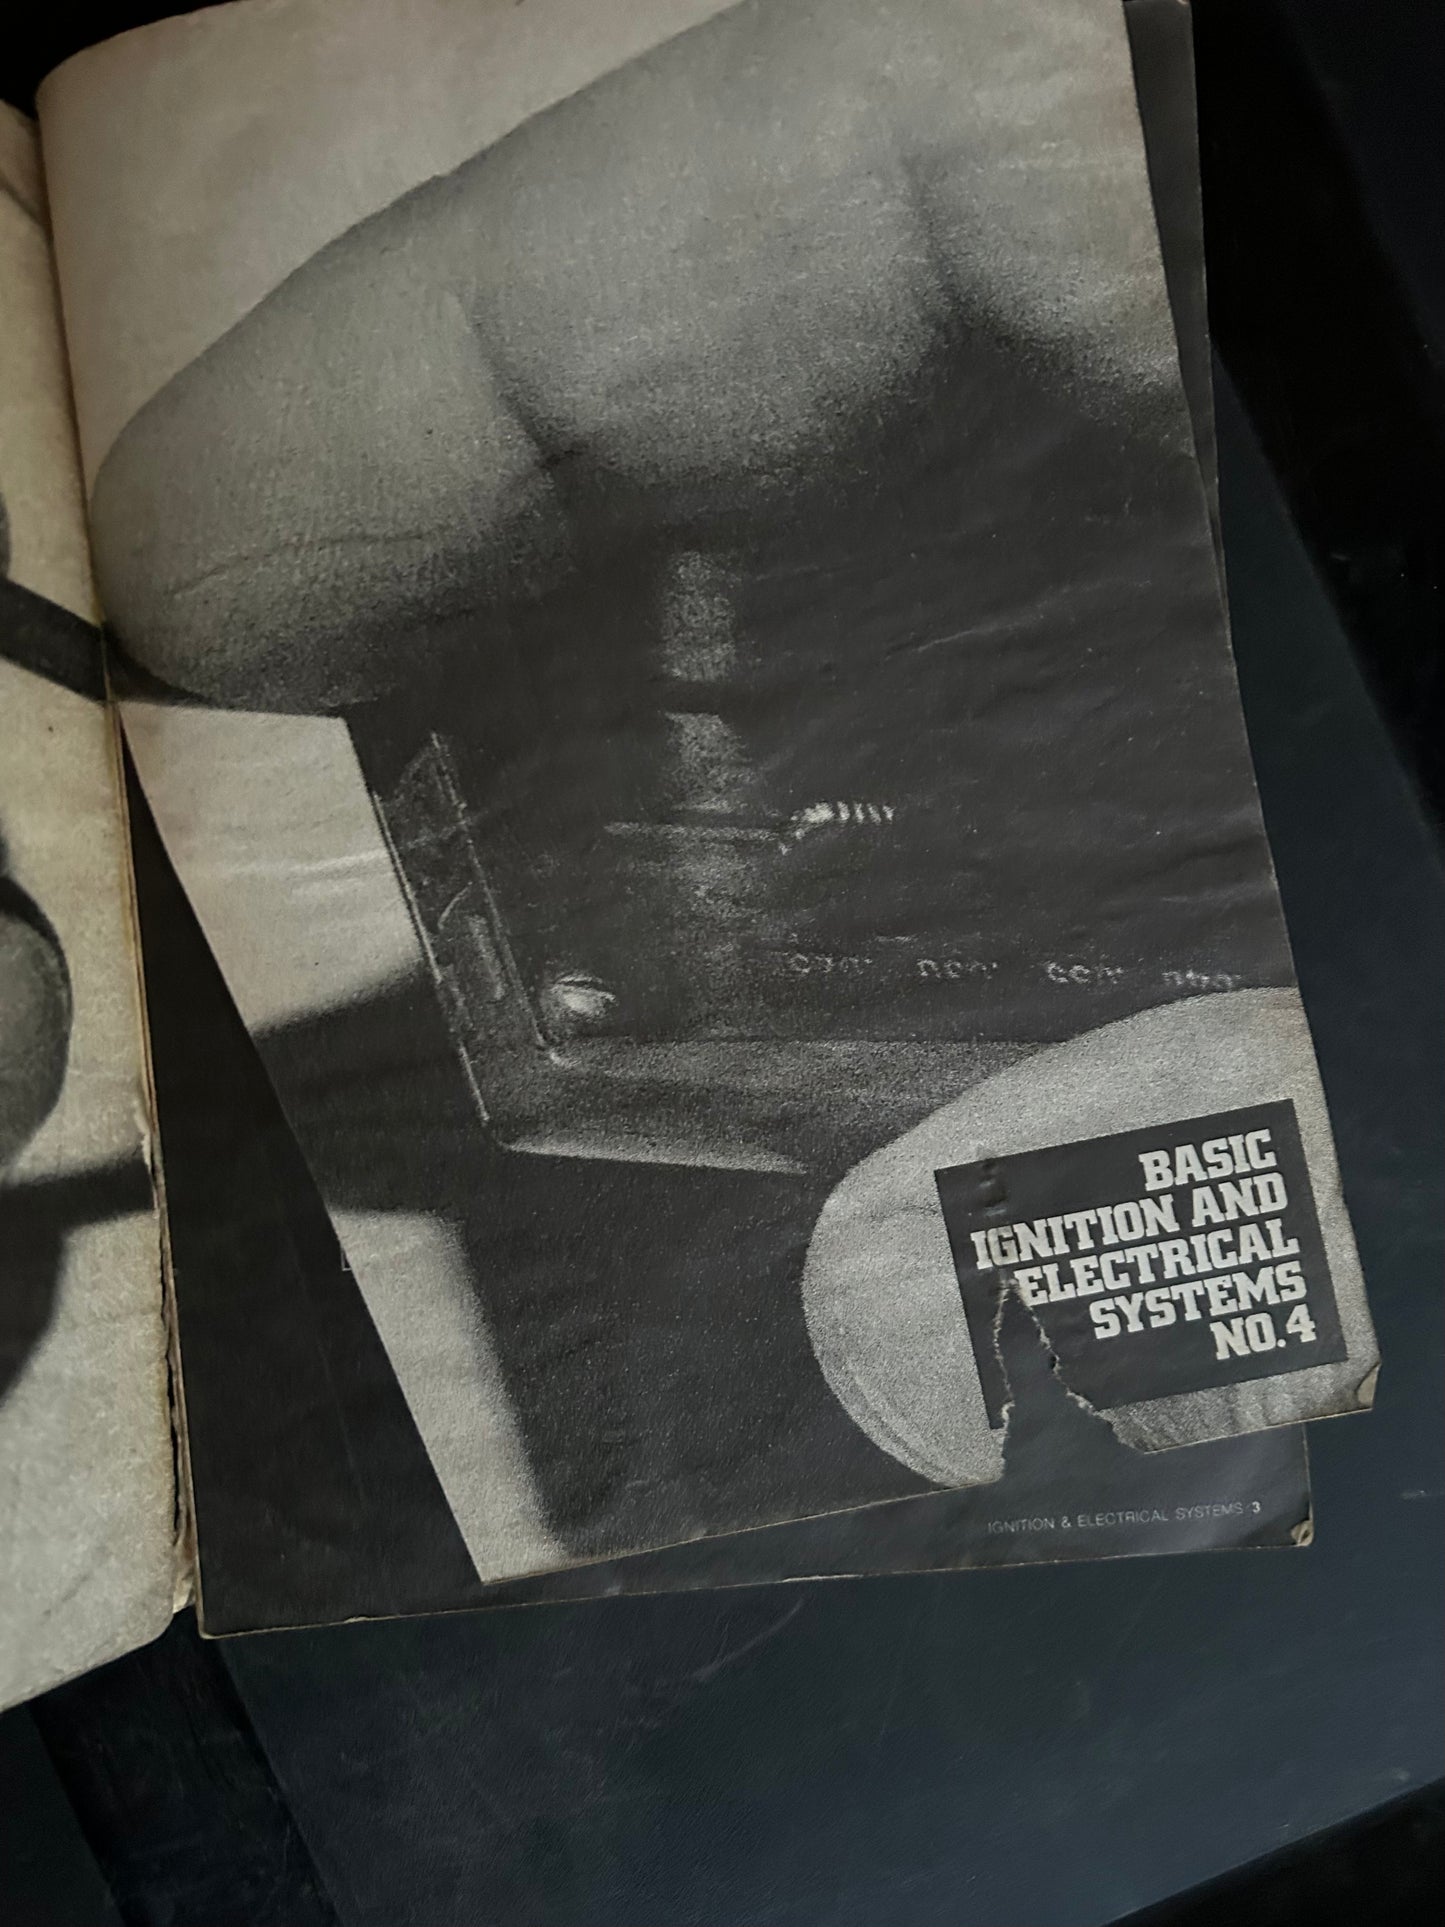 BASIC
IGNITION AND
ELECTRICAL
SYSTEMS
NO.4
IGNITION & ELECTRICAL SYSTEMS 3